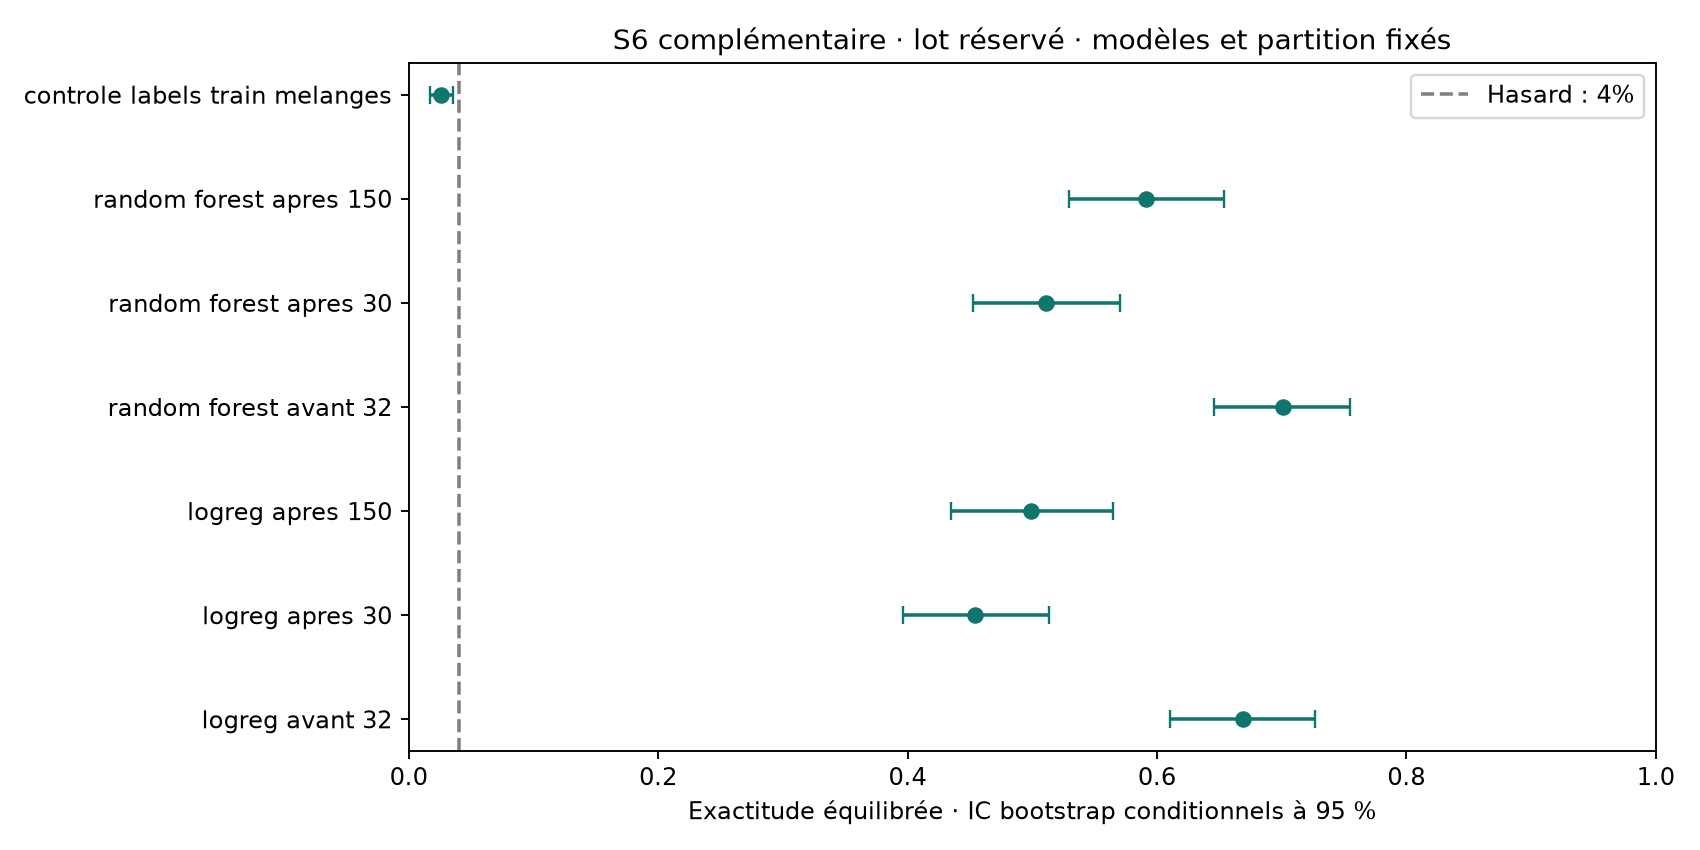 S6 complémentaire · lot réservé · modèles et partition fixés
controle labels train melanges
Hasard : 4%
random forest apres 150
random forest apres 30
random forest avant 32
logreg apres 150
logreg apres 30
logreg avant 32
0.0 0.2 0.4 0.6 0.8 1.0
Exactitude équilibrée · IC bootstrap conditionnels à 95 %